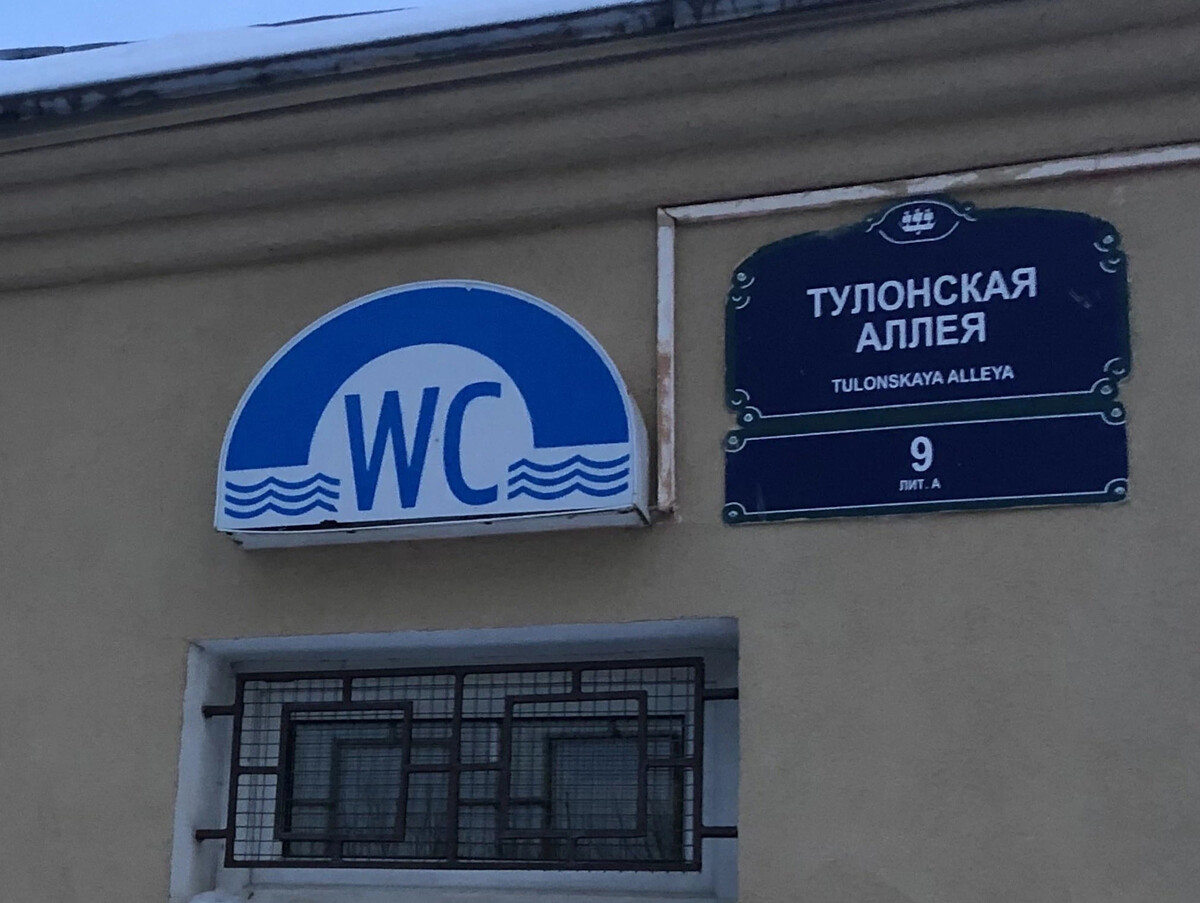 WC
ТУЛОНСКАЯ
АЛЛЕЯ
TULONSKAYA ALLEYA
9
ЛИТ. А